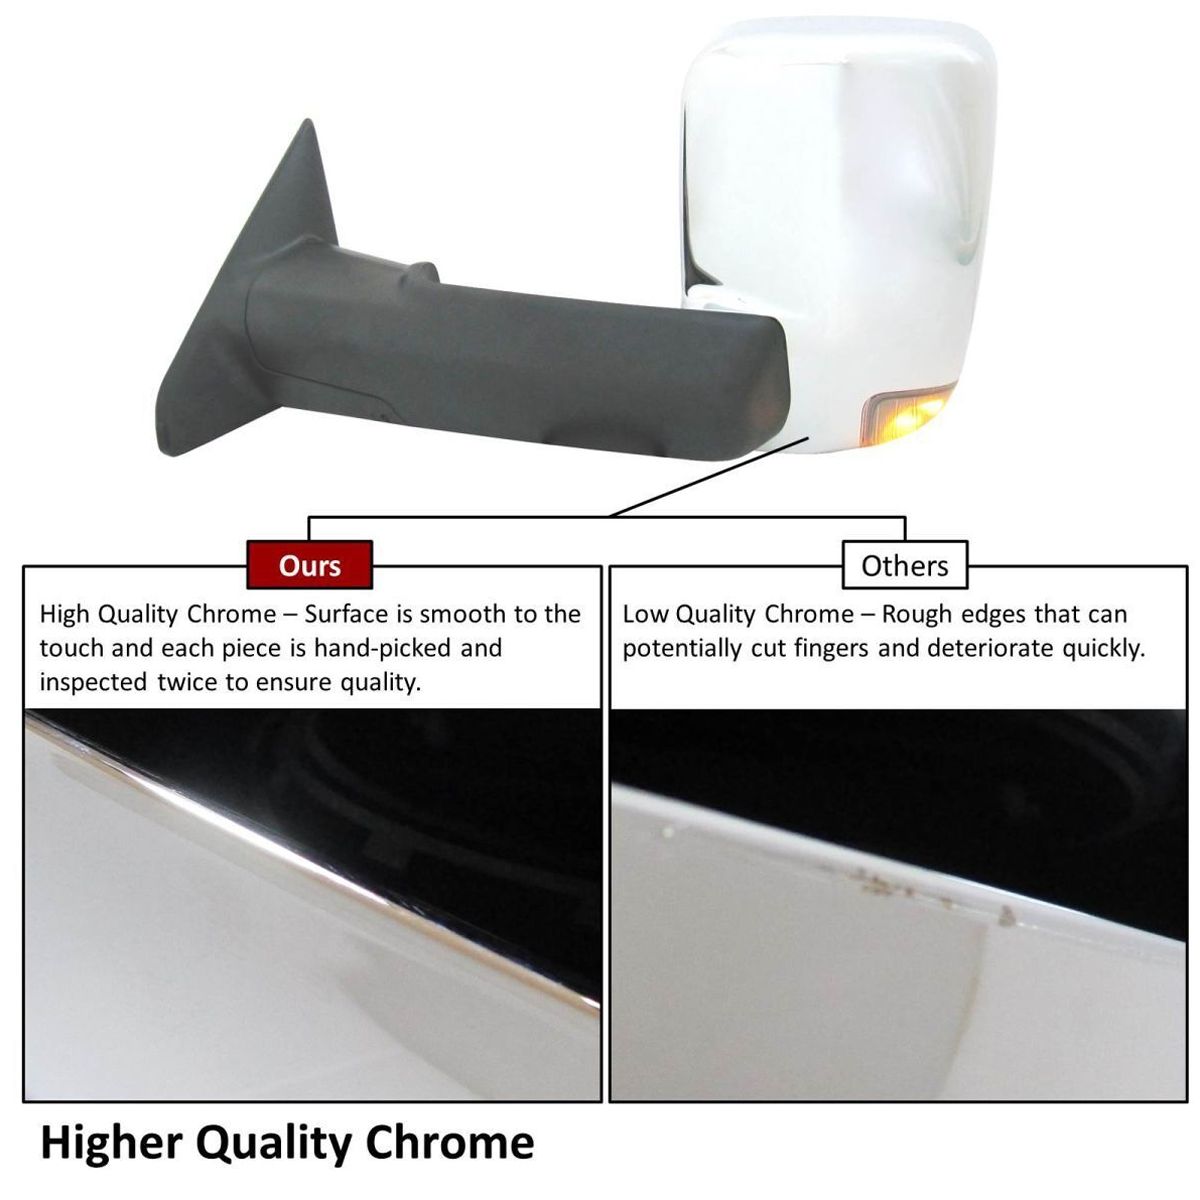 Ours
High Quality Chrome – Surface is smooth to the
touch and each piece is hand-picked and
inspected twice to ensure quality.
Others
Low Quality Chrome – Rough edges that can
potentially cut fingers and deteriorate quickly.
Higher Quality Chrome